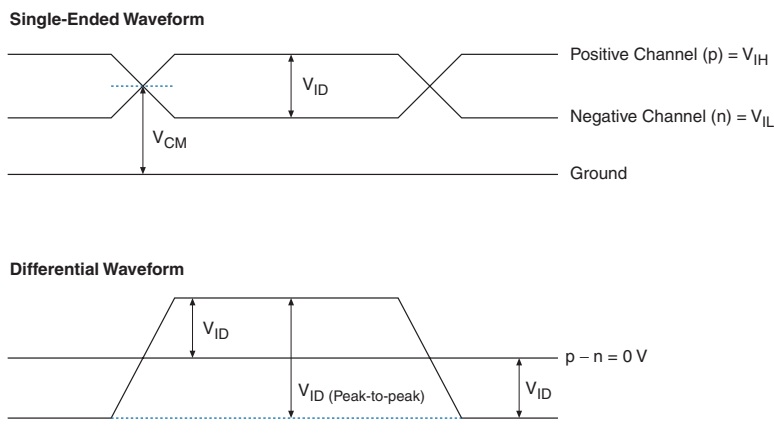 Single-Ended Waveform
Positive Channel (p) = VIH
VID
Negative Channel (n) = VIL
VCM
Ground
Differential Waveform
VID
p – n = 0 V
VID (Peak-to-peak)
VID